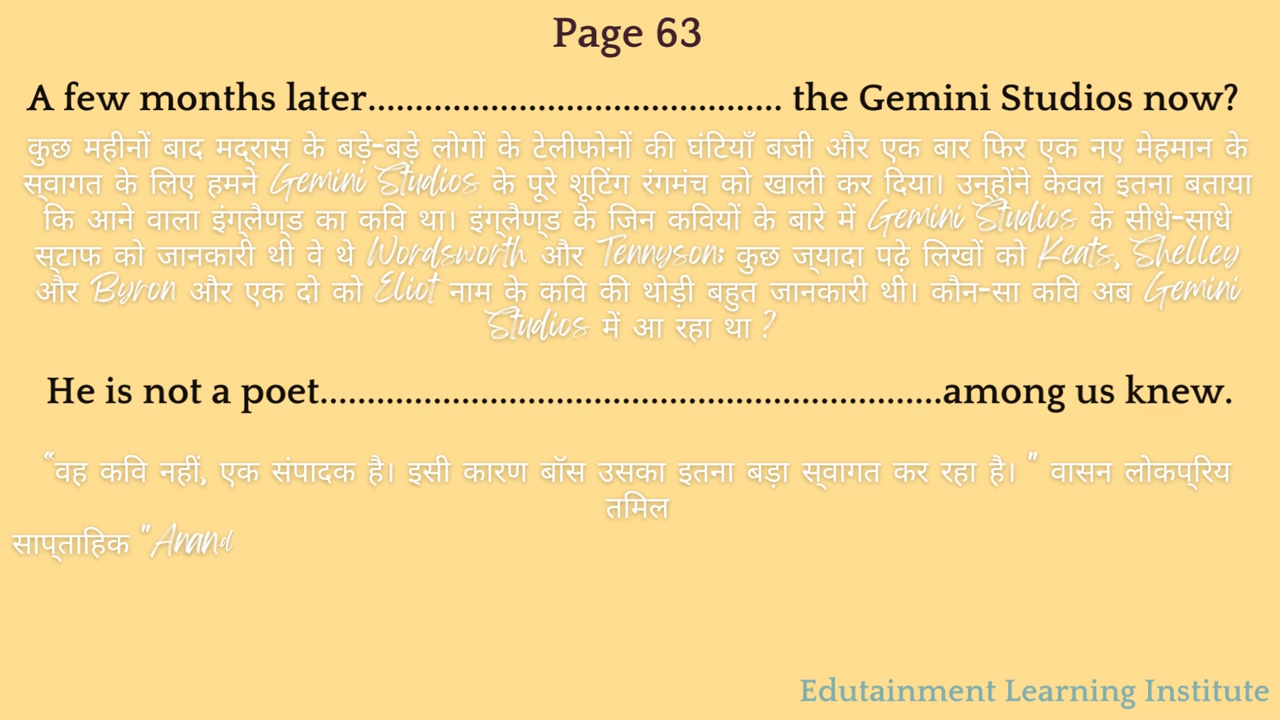 Page 63
A few months later......................................... the Gemini Studios now?
कुछ महीनों बाद मद्रास के बड़े-बड़े लोगों के टेलीफोनों की घंटियाँ बजी और एक बार फिर एक नए मेहमान के
स्वागत के लिए हमने Gemini Studios के पूरे शूटिंग रंगमंच को खाली कर दिया। उन्होंने केवल इतना बताया
कि आने वाला इंग्लैण्ड का कवि था। इंग्लैण्ड के जिन कवियों के बारे में Gemini Studios के सीधे-साधे
स्टाफ को जानकारी थी वे थे Wordsworth और Tennyson; कुछ ज्यादा पढ़े लिखों को Keats, Shelley
और Byron और एक दो को Eliot नाम के कवि की थोड़ी बहुत जानकारी थी। कौन-सा कवि अब Gemini
Studios में आ रहा था ?
He is not a poet..............................................................among us knew.
“वह कवि नहीं, एक संपादक है। इसी कारण बॉस उसका इतना बड़ा स्वागत कर रहा है। " वासन लोकप्रिय
तमिल
साप्ताहिक "Anand
Edutainment Learning Institute